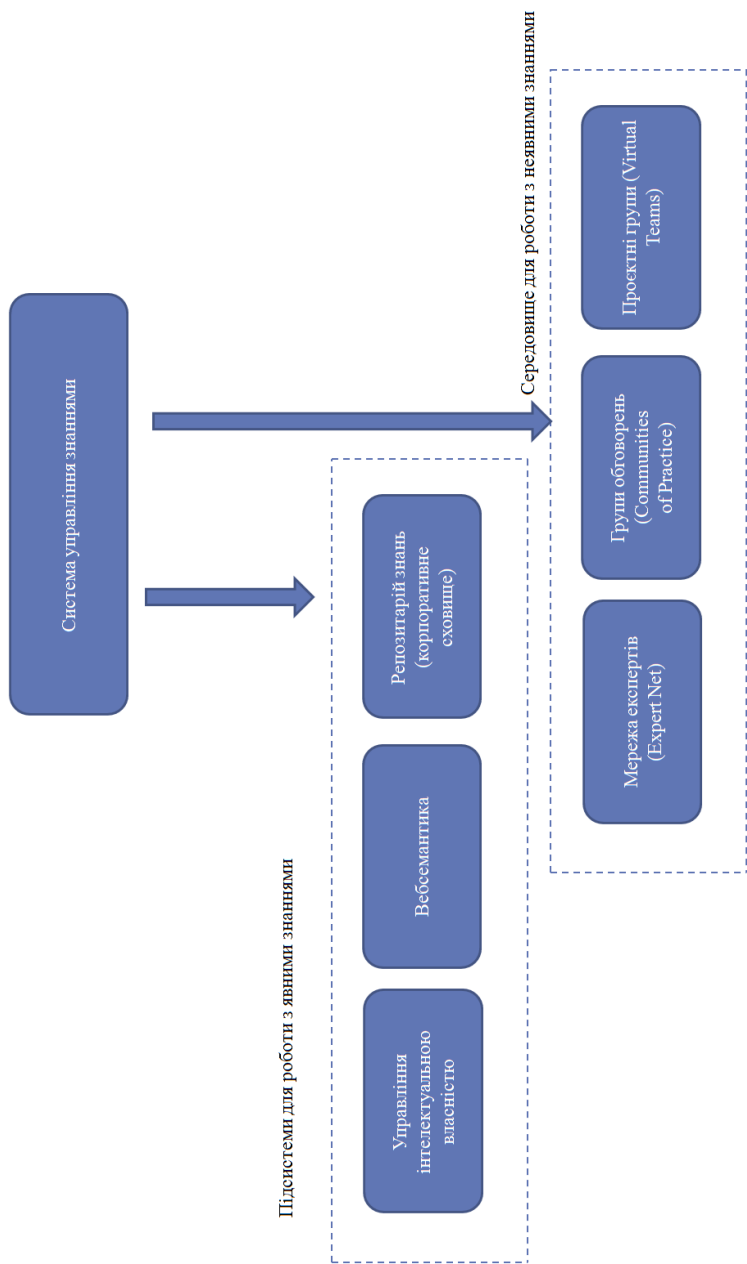 Система управління знаннями
Підсистеми для роботи з явними знаннями
Управління
інтелектуальною
власністю
Вебсемантика
Репозитарій знань
(корпоративне
сховище)
Середовище для роботи з неявними знаннями
Мережа експертів
(Expert Net)
Групи обговорень
(Communities
of Practice)
Проєктні групи (Virtual
Teams)